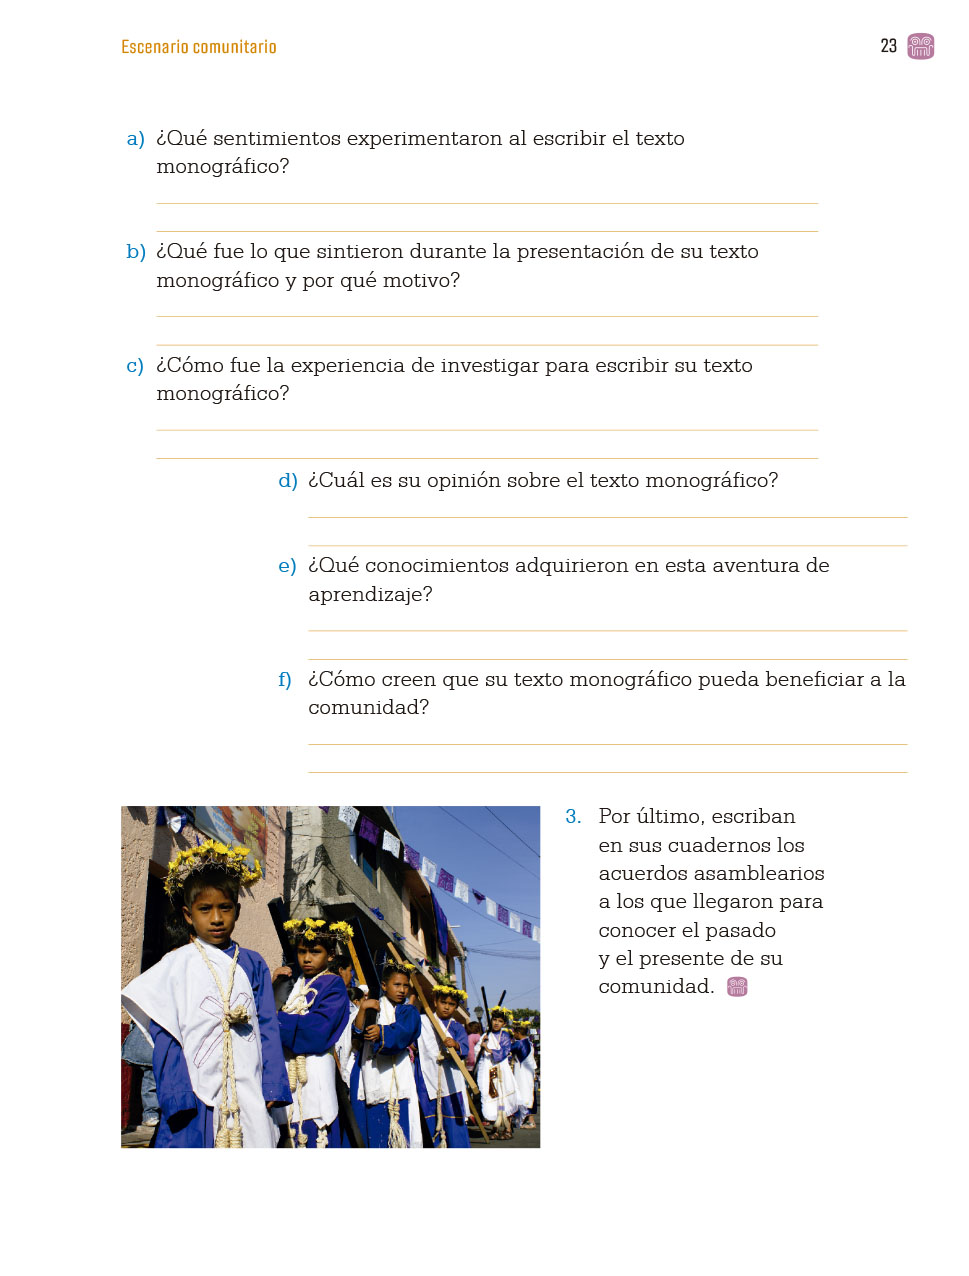 Escenario comunitario
23
a) ¿Qué sentimientos experimentaron al escribir el texto
monográfico?
b) ¿Qué fue lo que sintieron durante la presentación de su texto
monográfico y por qué motivo?
c) ¿Cómo fue la experiencia de investigar para escribir su texto
monográfico?
d) ¿Cuál es su opinión sobre el texto monográfico?
e) ¿Qué conocimientos adquirieron en esta aventura de
aprendizaje?
f) ¿Cómo creen que su texto monográfico pueda beneficiar a la
comunidad?
3. Por último, escriban
en sus cuadernos los
acuerdos asamblearios
a los que llegaron para
conocer el pasado
y el presente de su
comunidad.